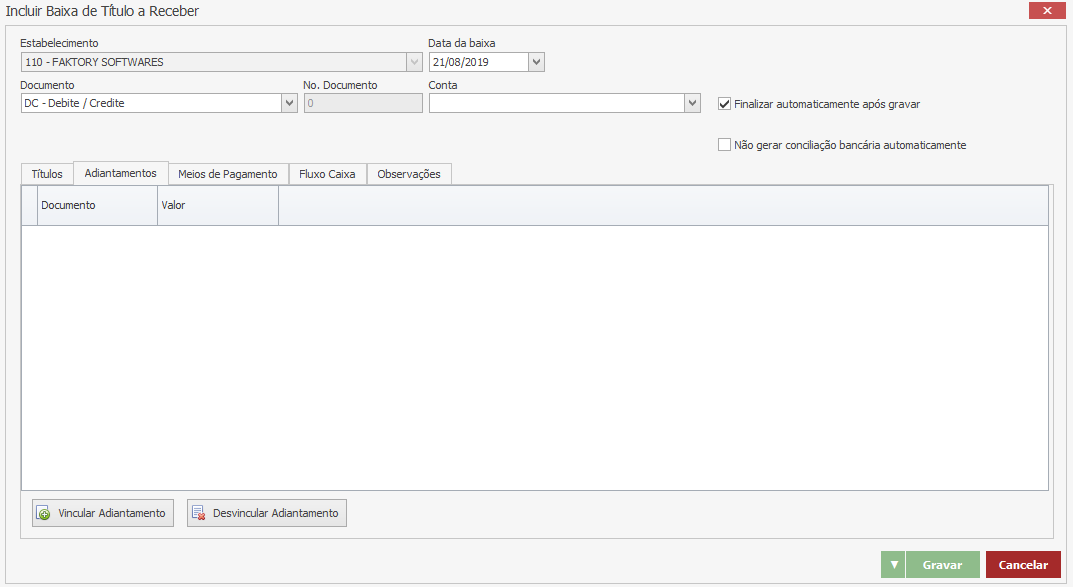 Incluir Baixa de Título a Receber
Estabelecimento
Data da baixa
110 - FAKTORY SOFTWARES
21/08/2019
Documento
No. Documento
Conta
DC - Debite / Credite
0
Finalizar automaticamente após gravar
Não gerar conciliação bancária automaticamente
Títulos
Adiantamentos
Meios de Pagamento
Fluxo Caixa
Observações
Documento
Valor
Vincular Adiantamento
Desvincular Adiantamento
Gravar
Cancelar